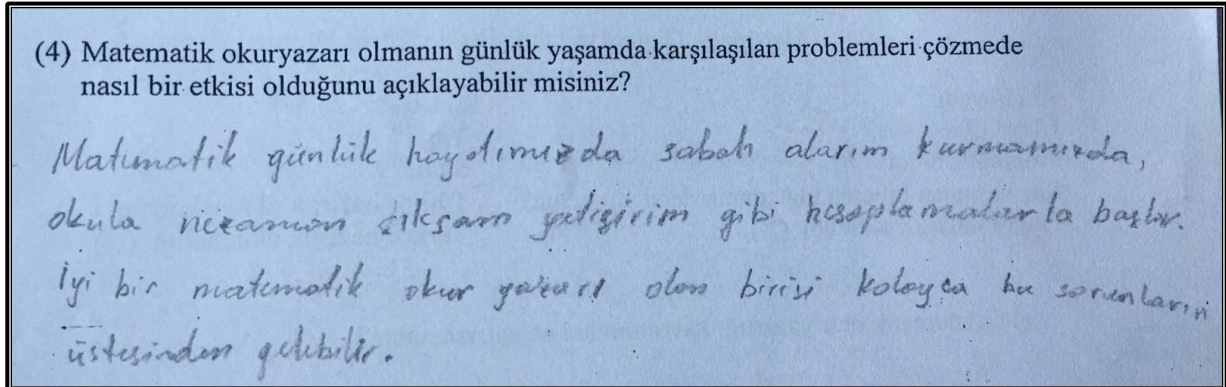 (4) Matematik okuryazarı olmanın günlük yaşamda karşılaşılan problemleri çözmede
nasıl bir etkisi olduğunu açıklayabilir misiniz?
Matematik günlük hayatımızda sabah alarım kurmamızda,
okula nezaman çıksam yetişirim gibi hesaplamalarla başlar.
İyi bir matematik okur yazarı olan birisi kolayca bu sorunların
üstesinden gelebilir.